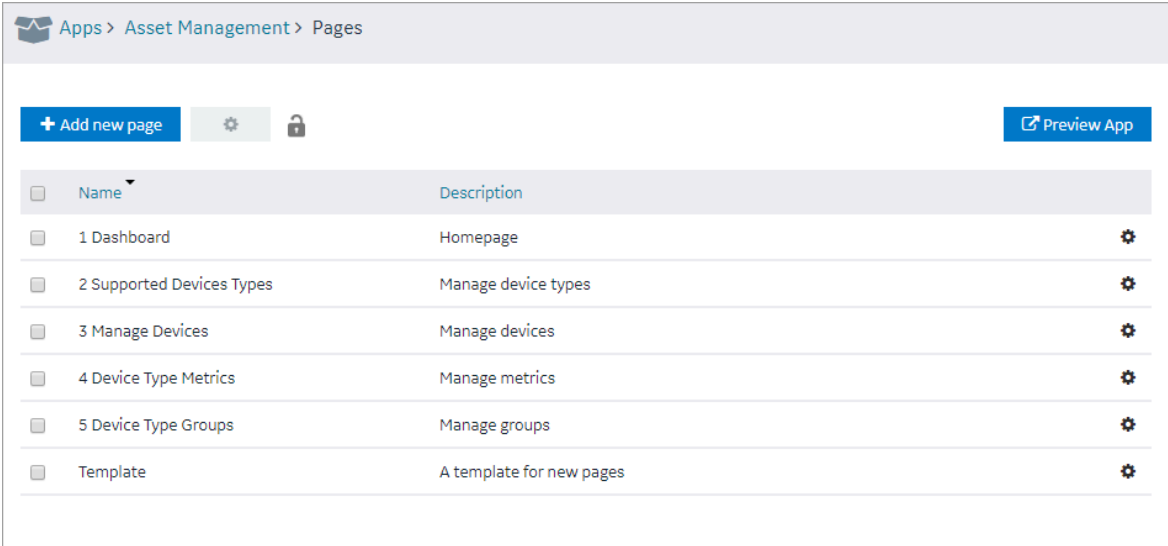 Apps > Asset Management > Pages
+ Add new page
Preview App
Name Description
1 Dashboard Homepage
2 Supported Devices Types Manage device types
3 Manage Devices Manage devices
4 Device Type Metrics Manage metrics
5 Device Type Groups Manage groups
Template A template for new pages